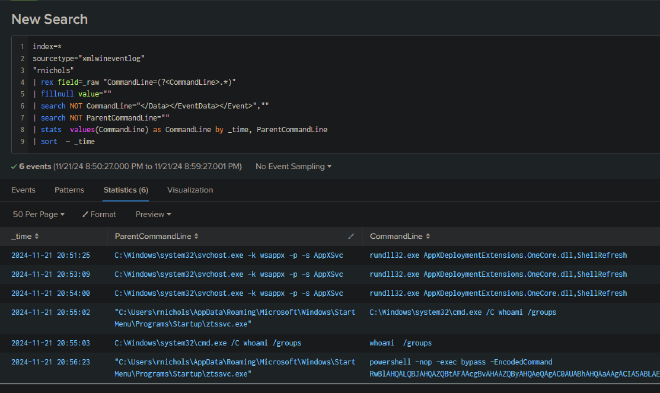 New Search
1 index=*
2 sourcetype="xmlwineventlog"
3 "rnichols"
4 | rex field=_raw "CommandLine=(?<CommandLine>.*)"
5 | fillnull value=""
6 | search NOT CommandLine="</Data></EventData></Event>",""
7 | search NOT ParentCommandLine=""
8 | stats values(CommandLine) as CommandLine by _time, ParentCommandLine
9 | sort - _time
✓ 6 events (11/21/24 8:50:27.000 PM to 11/21/24 8:59:27.001 PM) No Event Sampling
Events Patterns Statistics (6) Visualization
50 Per Page Format Preview
_time ParentCommandLine CommandLine
2024-11-21 20:51:25 C:\Windows\system32\svchost.exe -k wsappx -p -s AppXSvc rundll32.exe AppXDeploymentExtensions.OneCore.dll,ShellRefresh
2024-11-21 20:53:09 C:\Windows\system32\svchost.exe -k wsappx -p -s AppXSvc rundll32.exe AppXDeploymentExtensions.OneCore.dll,ShellRefresh
2024-11-21 20:54:00 C:\Windows\system32\svchost.exe -k wsappx -p -s AppXSvc rundll32.exe AppXDeploymentExtensions.OneCore.dll,ShellRefresh
2024-11-21 20:55:02 "C:\Users\rnichols\AppData\Roaming\Microsoft\Windows\Start C:\Windows\system32\cmd.exe /C whoami /groups
Menu\Programs\Startup\ztssvc.exe"
2024-11-21 20:55:03 C:\Windows\system32\cmd.exe /C whoami /groups whoami /groups
2024-11-21 20:56:23 "C:\Users\rnichols\AppData\Roaming\Microsoft\Windows\Start powershell -nop -exec bypass -EncodedCommand
Menu\Programs\Startup\ztssvc.exe"